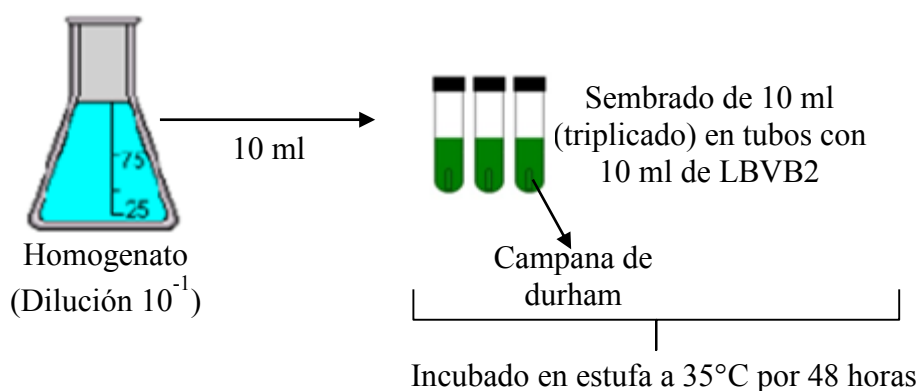 75
25
10 ml
Sembrado de 10 ml
(triplicado) en tubos con
10 ml de LBVB2
Homogenato
(Dilución 10⁻¹)
Campana de
durham
Incubado en estufa a 35°C por 48 horas